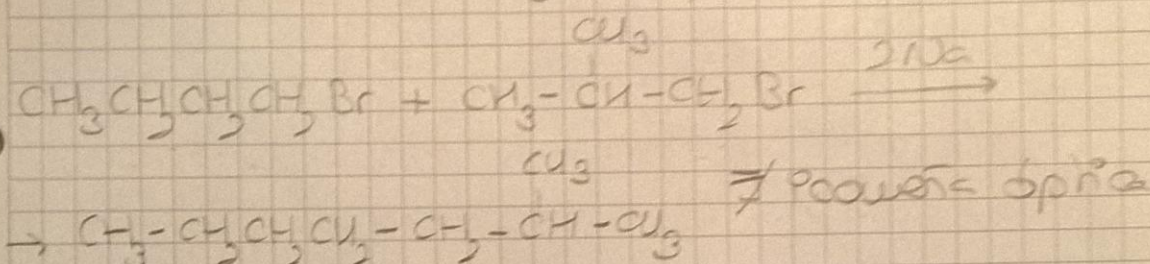 CH₃
CH₃CH₂CH₂CH₂Br + CH₃-CH-CH₂Br 2Na →
CH₃
→ CH₃-CH₂CH₂CH₂-CH₂-CH-CH₃